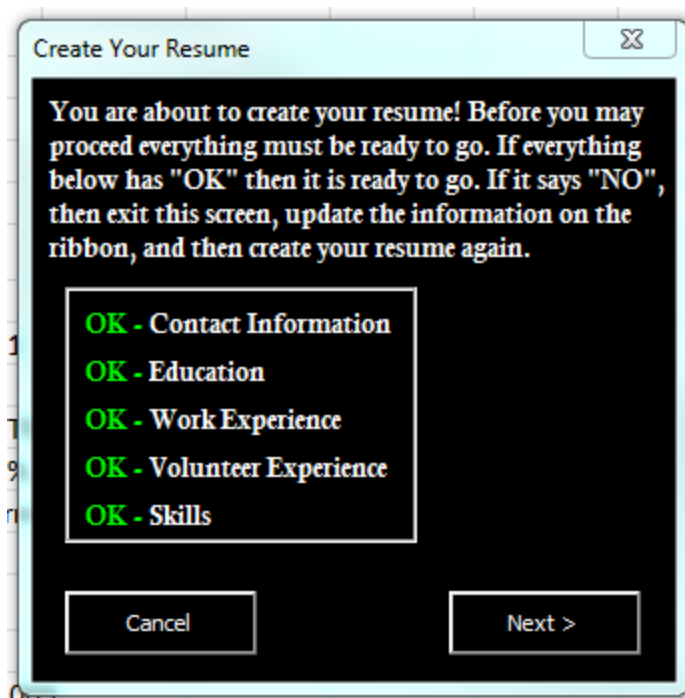 Create Your Resume
You are about to create your resume! Before you may
proceed everything must be ready to go. If everything
below has "OK" then it is ready to go. If it says "NO",
then exit this screen, update the information on the
ribbon, and then create your resume again.
OK - Contact Information
OK - Education
OK - Work Experience
OK - Volunteer Experience
OK - Skills
Cancel
Next >